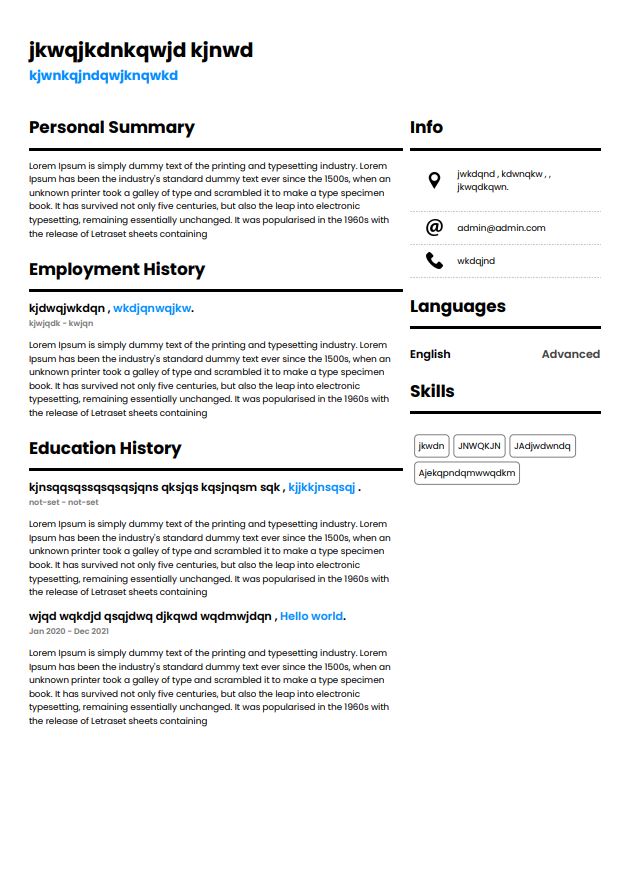 jkwqjkdnkqwjd kjnwd
kjwnkqjndqwjknqwkd
Personal Summary
Lorem Ipsum is simply dummy text of the printing and typesetting industry. Lorem
Ipsum has been the industry's standard dummy text ever since the 1500s, when an
unknown printer took a galley of type and scrambled it to make a type specimen
book. It has survived not only five centuries, but also the leap into electronic
typesetting, remaining essentially unchanged. It was popularised in the 1960s with
the release of Letraset sheets containing
Employment History
kjdwqjwkdqn , wkdjqnwqjkw.
kjwjqdk - kwjqn
Lorem Ipsum is simply dummy text of the printing and typesetting industry. Lorem
Ipsum has been the industry's standard dummy text ever since the 1500s, when an
unknown printer took a galley of type and scrambled it to make a type specimen
book. It has survived not only five centuries, but also the leap into electronic
typesetting, remaining essentially unchanged. It was popularised in the 1960s with
the release of Letraset sheets containing
Education History
kjnsqqsqssqsqsqsjqns qksjqs kqsjnqsm sqk , kjjkkjnsqsqj .
not-set - not-set
Lorem Ipsum is simply dummy text of the printing and typesetting industry. Lorem
Ipsum has been the industry's standard dummy text ever since the 1500s, when an
unknown printer took a galley of type and scrambled it to make a type specimen
book. It has survived not only five centuries, but also the leap into electronic
typesetting, remaining essentially unchanged. It was popularised in the 1960s with
the release of Letraset sheets containing
wjqd wqkdjd qsqjdwq djkqwd wqdmwjdqn , Hello world.
Jan 2020 - Dec 2021
Lorem Ipsum is simply dummy text of the printing and typesetting industry. Lorem
Ipsum has been the industry's standard dummy text ever since the 1500s, when an
unknown printer took a galley of type and scrambled it to make a type specimen
book. It has survived not only five centuries, but also the leap into electronic
typesetting, remaining essentially unchanged. It was popularised in the 1960s with
the release of Letraset sheets containing
Info
jwkdqnd , kdwnqkw , ,
jkwqdkqwn.
admin@admin.com
wkdqjnd
Languages
English Advanced
Skills
jkwdn JNWQKJN JAdjwdwndq
Ajekqpndqmwwqdkm